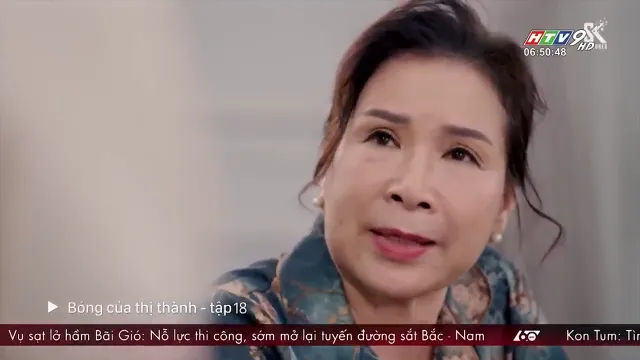 HTV9 HD
06:50:48
Bóng của thị thành - tập 18
Vụ sạt lở hầm Bãi Gió: Nỗ lực thi công, sớm mở lại tuyến đường sắt Bắc - Nam
Kon Tum: Tìn